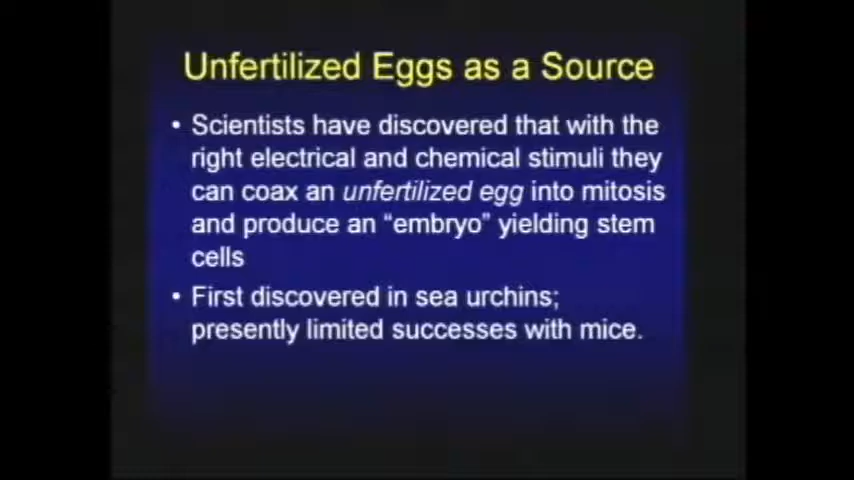 Unfertilized Eggs as a Source
• Scientists have discovered that with the
right electrical and chemical stimuli they
can coax an unfertilized egg into mitosis
and produce an “embryo” yielding stem
cells
• First discovered in sea urchins;
presently limited successes with mice.